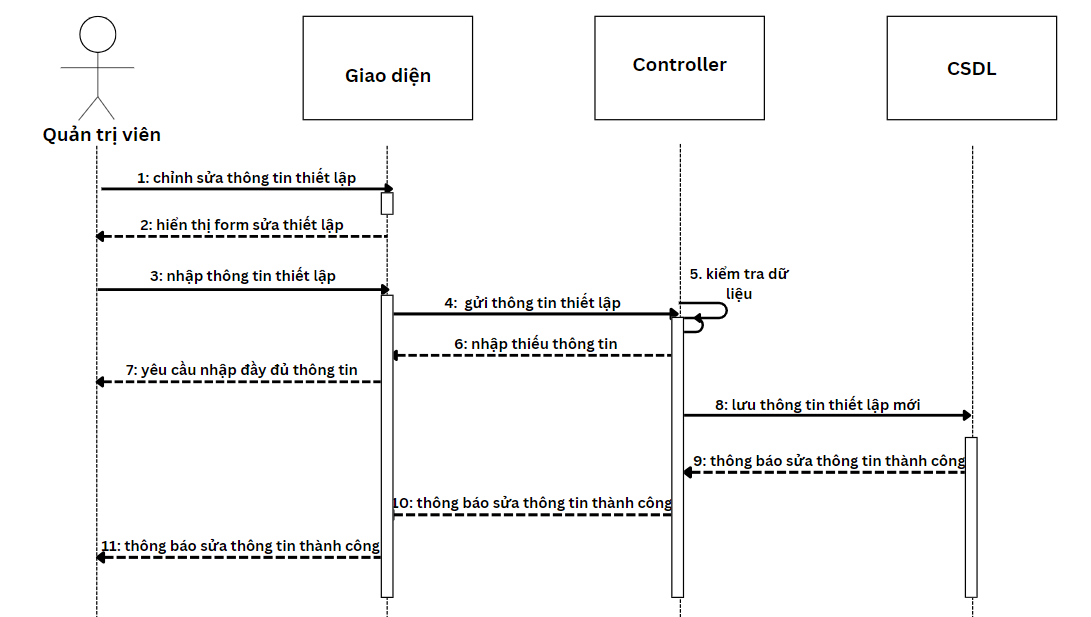 Quản trị viên
Giao diện
Controller
CSDL
1: chỉnh sửa thông tin thiết lập
2: hiển thị form sửa thiết lập
3: nhập thông tin thiết lập
4: gửi thông tin thiết lập
5. kiểm tra dữ
liệu
6: nhập thiếu thông tin
7: yêu cầu nhập đầy đủ thông tin
8: lưu thông tin thiết lập mới
9: thông báo sửa thông tin thành công
10: thông báo sửa thông tin thành công
11: thông báo sửa thông tin thành công